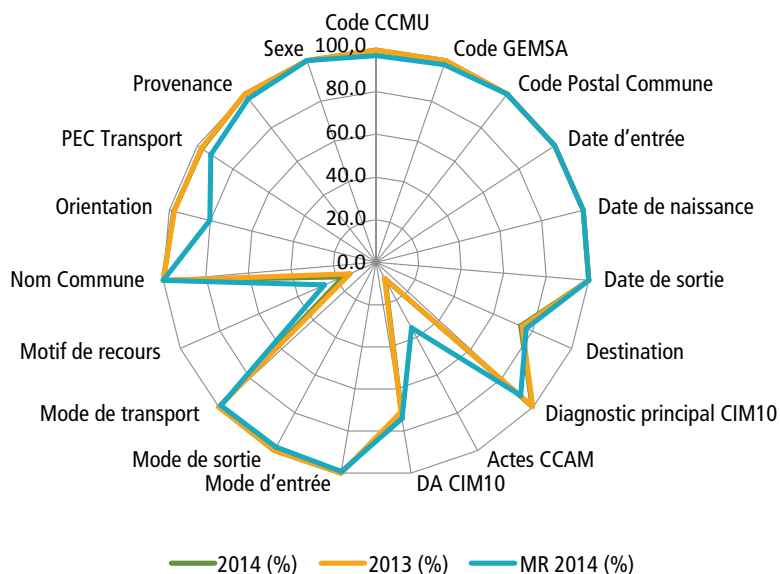 Code CCMU
100,0
Code GEMSA
Sexe
80.0
Provenance
Code Postal Commune
60.0
PEC Transport
Date d'entrée
40.0
Orientation
20.0
Date de naissance
0.0
Nom Commune
Date de sortie
Motif de recours
Destination
Mode de transport
Diagnostic principal CIM10
Mode de sortie
Actes CCAM
Mode d'entrée
DA CIM10
2014 (%)
2013 (%)
MR 2014 (%)